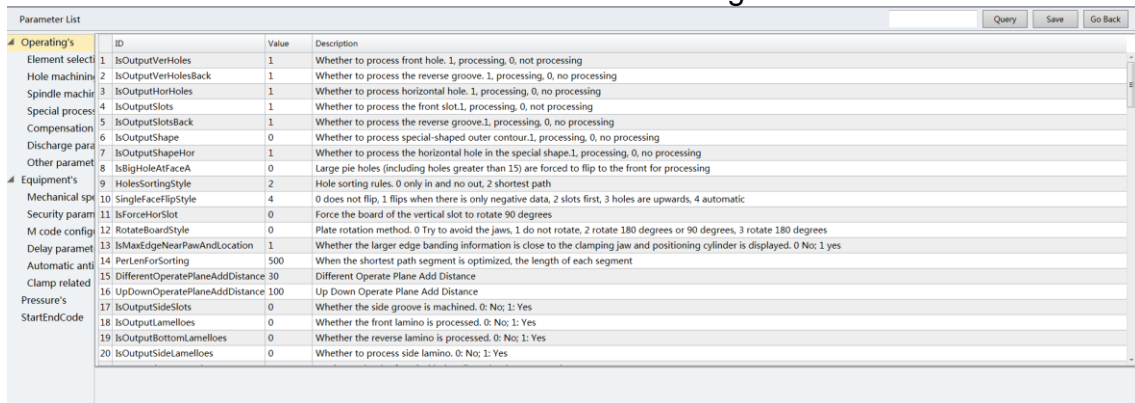 Parameter List
Query Save Go Back
Operating's
Element selecti
Hole machinin
Spindle machin
Special process
Compensation
Discharge para
Other paramet
Equipment's
Mechanical spe
Security param
M code configu
Delay paramet
Automatic anti
Clamp related
Pressure's
StartEndCode
ID Value Description
1 IsOutputVerHoles 1 Whether to process front hole. 1, processing, 0, not processing
2 IsOutputVerHolesBack 1 Whether to process the reverse groove. 1, processing, 0, no processing
3 IsOutputHorHoles 1 Whether to process horizontal hole. 1, processing, 0, no processing
4 IsOutputSlots 1 Whether to process the front slot.1, processing, 0, not processing
5 IsOutputSlotsBack 1 Whether to process the reverse groove.1, processing, 0, no processing
6 IsOutputShape 0 Whether to process special-shaped outer contour.1, processing, 0, no processing
7 IsOutputShapeHor 1 Whether to process the horizontal hole in the special shape.1, processing, 0, no processing
8 IsBigHoleAtFaceA 0 Large pie holes (including holes greater than 15) are forced to flip to the front for processing
9 HolesSortingStyle 2 Hole sorting rules. 0 only in and no out, 2 shortest path
10 SingleFaceFlipStyle 4 0 does not flip, 1 flips when there is only negative data, 2 slots first, 3 holes are upwards, 4 automatic
11 IsForceHorSlot 0 Force the board of the vertical slot to rotate 90 degrees
12 RotateBoardStyle 0 Plate rotation method. 0 Try to avoid the jaws, 1 do not rotate, 2 rotate 180 degrees or 90 degrees, 3 rotate 180 degrees
13 IsMaxEdgeNearPawAndLocation 1 Whether the larger edge banding information is close to the clamping jaw and positioning cylinder is displayed. 0 No; 1 yes
14 PerLenForSorting 500 When the shortest path segment is optimized, the length of each segment
15 DifferentOperatePlaneAddDistance 30 Different Operate Plane Add Distance
16 UpDownOperatePlaneAddDistance 100 Up Down Operate Plane Add Distance
17 IsOutputSideSlots 0 Whether the side groove is machined. 0: No; 1: Yes
18 IsOutputLamelloes 0 Whether the front lamino is processed. 0: No; 1: Yes
19 IsOutputBottomLamelloes 0 Whether the reverse lamino is processed. 0: No; 1: Yes
20 IsOutputSideLamelloes 0 Whether to process side lamino. 0: No; 1: Yes